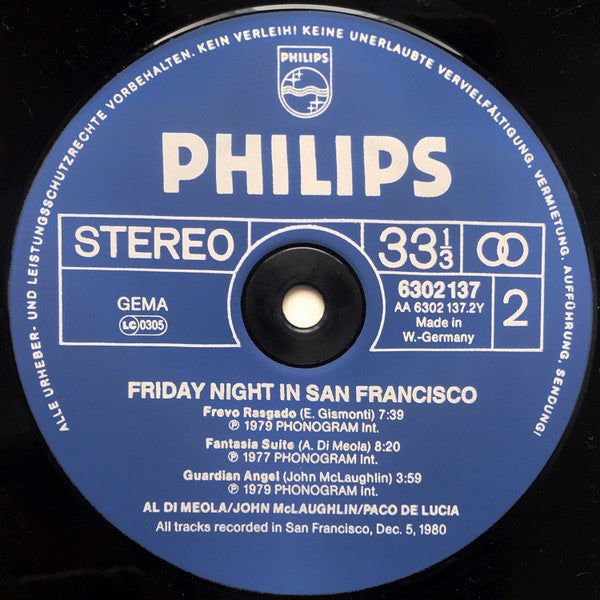 ALLE URHEBER- UND LEISTUNGSSCHUTZRECHTE VORBEHALTEN. KEIN VERLEIH! KEINE UNERLAUBTE VERVIELFÄLTIGUNG, VERMIETUNG, AUFFÜHRUNG, SENDUNG!
PHILIPS
PHILIPS
STEREO
33 1/3
GEMA
LC 0305
6302137
AA 6302 137.2Y
Made in
W.-Germany
2
FRIDAY NIGHT IN SAN FRANCISCO
Frevo Rasgado (E. Gismonti) 7:39
℗ 1979 PHONOGRAM Int.
Fantasia Suite (A. Di Meola) 8:20
℗ 1977 PHONOGRAM Int.
Guardian Angel (John McLaughlin) 3:59
℗ 1979 PHONOGRAM Int.
AL DI MEOLA/JOHN McLAUGHLIN/PACO DE LUCIA
All tracks recorded in San Francisco, Dec. 5, 1980